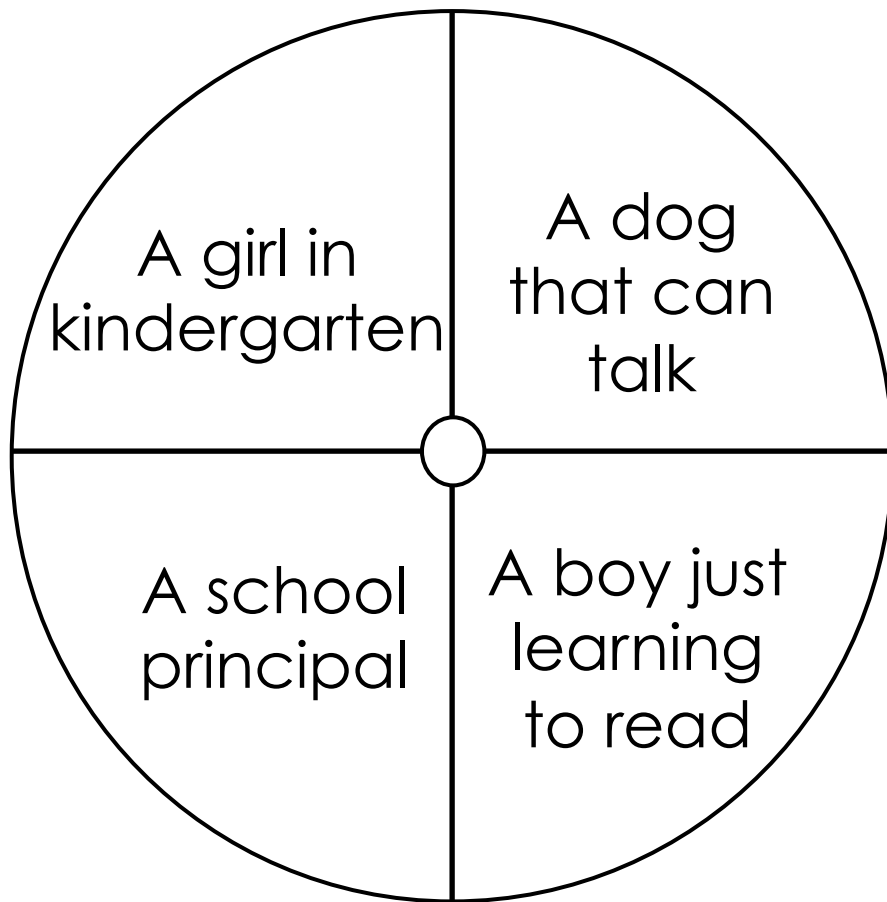 A girl in
kindergarten
A dog
that can
talk
A school
principal
A boy just
learning
to read